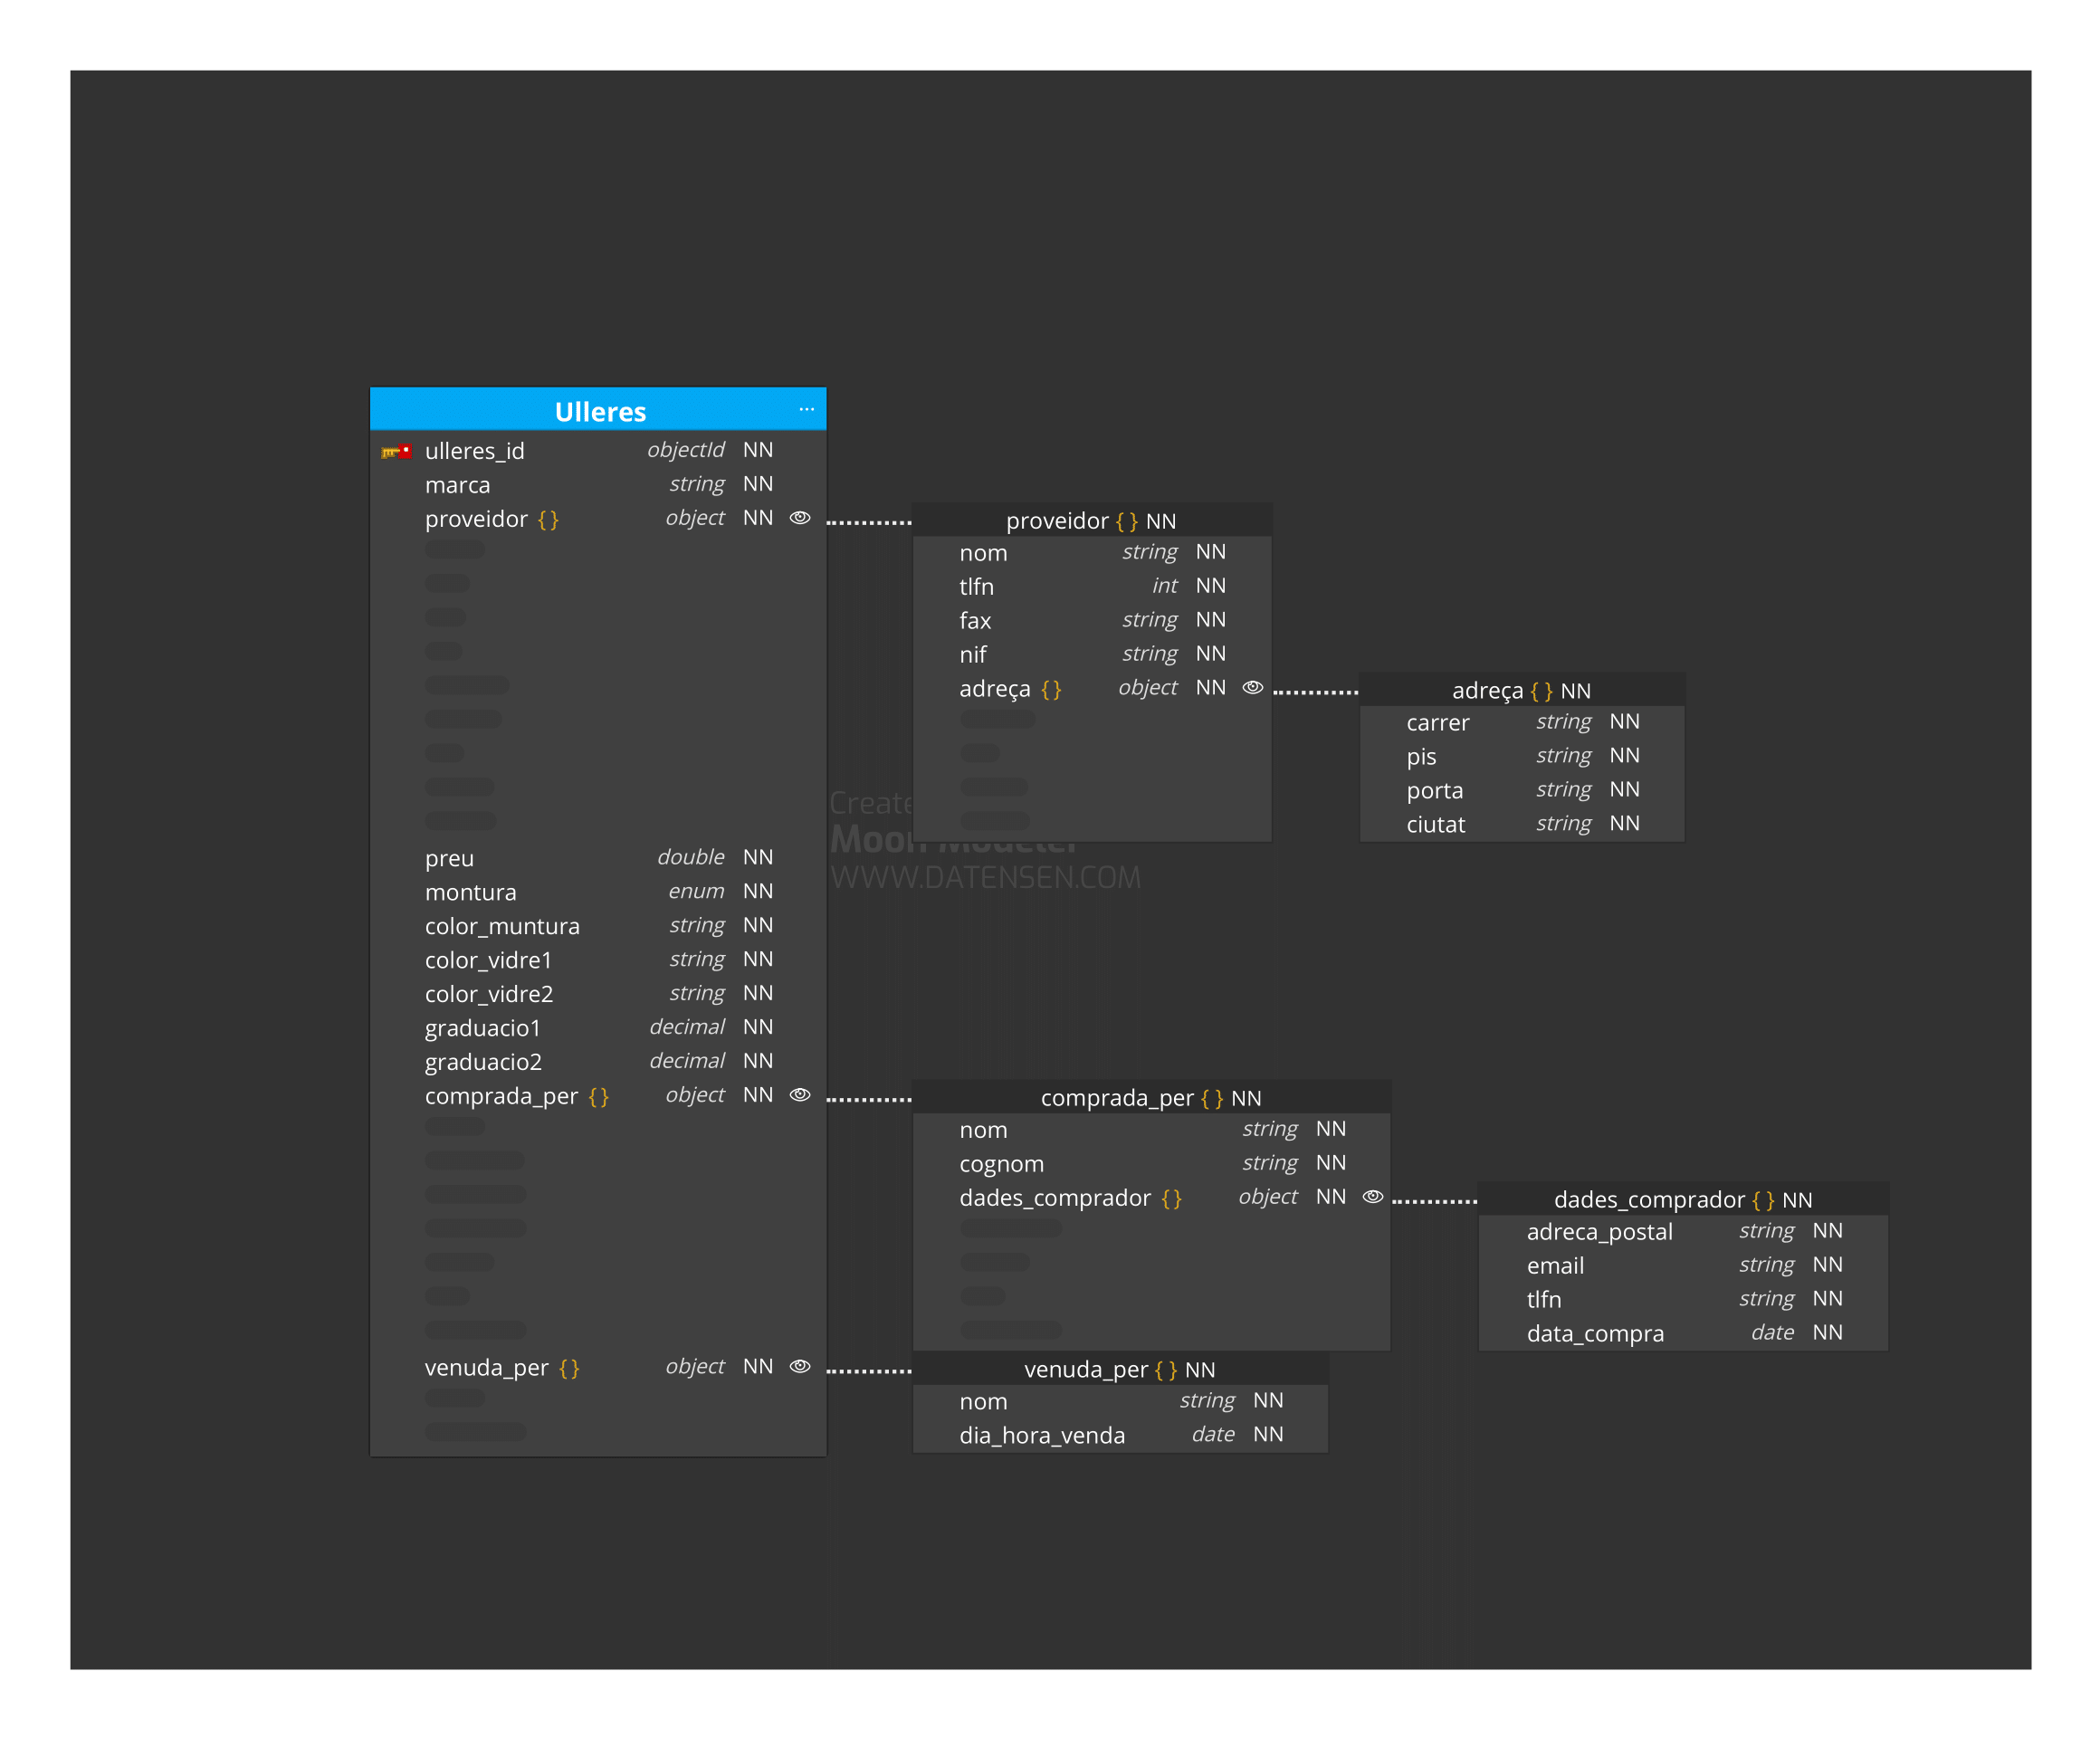 Ulleres ...
ulleres_id objectId NN
marca string NN
proveidor {} object NN
preu double NN
montura enum NN
color_muntura string NN
color_vidre1 string NN
color_vidre2 string NN
graduacio1 decimal NN
graduacio2 decimal NN
comprada_per {} object NN
venuda_per {} object NN
proveidor { } NN
nom string NN
tlfn int NN
fax string NN
nif string NN
adreça {} object NN
adreça { } NN
carrer string NN
pis string NN
porta string NN
ciutat string NN
Moon Modeler
WWW.DATENSEN.COM
comprada_per { } NN
nom string NN
cognom string NN
dades_comprador {} object NN
dades_comprador { } NN
adreca_postal string NN
email string NN
tlfn string NN
data_compra date NN
venuda_per { } NN
nom string NN
dia_hora_venda date NN